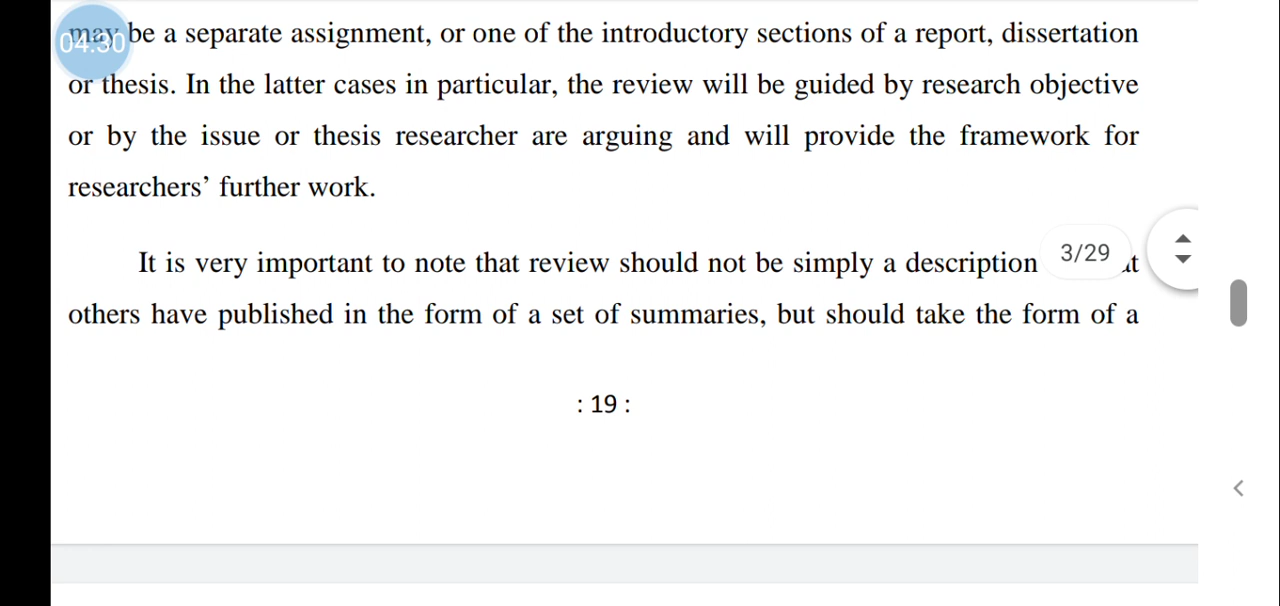 may be a separate assignment, or one of the introductory sections of a report, dissertation
04:30
or thesis. In the latter cases in particular, the review will be guided by research objective
or by the issue or thesis researcher are arguing and will provide the framework for
researchers’ further work.
It is very important to note that review should not be simply a description
3/29
others have published in the form of a set of summaries, but should take the form of a
: 19 :